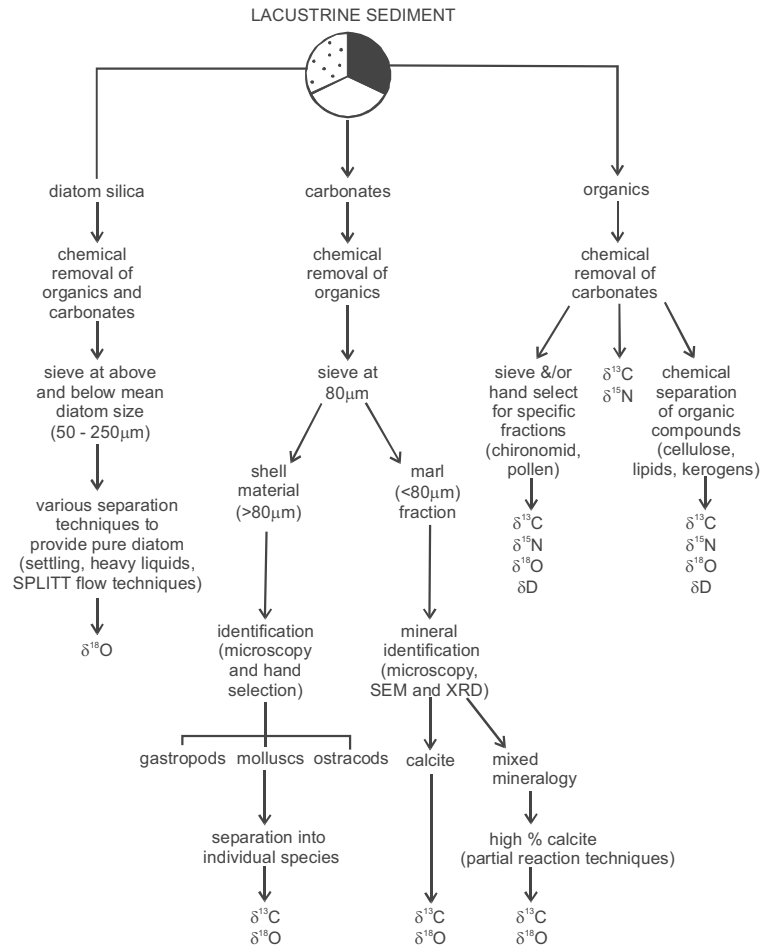 LACUSTRINE SEDIMENT
diatom silica
chemical
removal of
organics and
carbonates
sieve at above
and below mean
diatom size
(50 - 250μm)
various separation
techniques to
provide pure diatom
(settling, heavy liquids,
SPLITT flow techniques)
δ¹⁸O
carbonates
chemical
removal of
organics
sieve at
80μm
shell
material
(>80μm)
identification
(microscopy
and hand
selection)
gastropods molluscs ostracods
separation into
individual species
δ¹³C
δ¹⁸O
marl
(<80μm)
fraction
mineral
identification
(microscopy,
SEM and XRD)
calcite
δ¹³C
δ¹⁸O
mixed
mineralogy
high % calcite
(partial reaction techniques)
δ¹³C
δ¹⁸O
organics
chemical
removal of
carbonates
sieve &/or
hand select
for specific
fractions
(chironomid,
pollen)
δ¹³C
δ¹⁵N
δ¹⁸O
δD
δ¹³C
δ¹⁵N
chemical
separation
of organic
compounds
(cellulose,
lipids, kerogens)
δ¹³C
δ¹⁵N
δ¹⁸O
δD